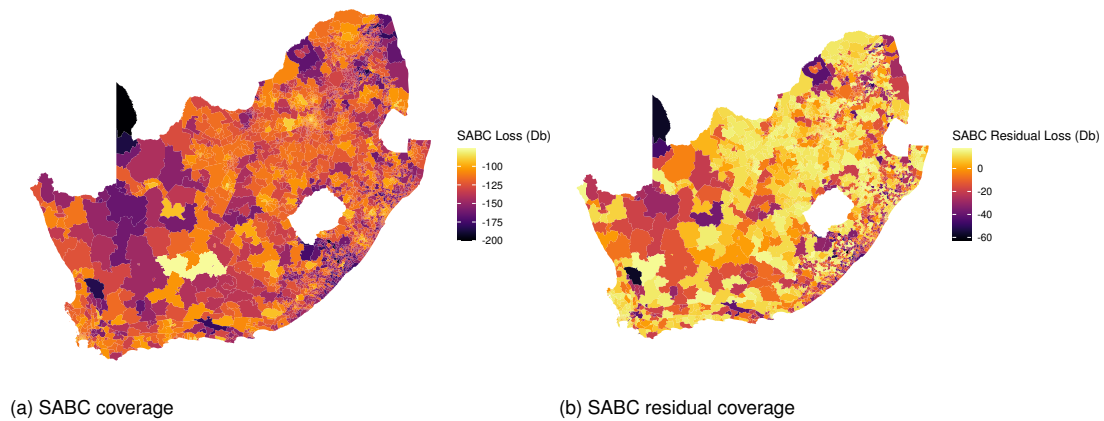 SABC Loss (Db)
-100
-125
-150
-175
-200
SABC Residual Loss (Db)
0
-20
-40
-60
(a) SABC coverage
(b) SABC residual coverage